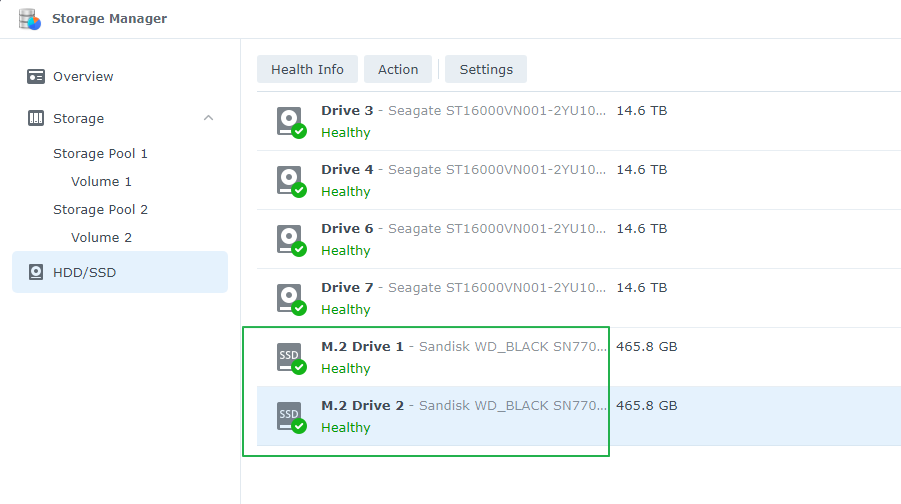 Storage Manager
Overview
Storage
Storage Pool 1
Volume 1
Storage Pool 2
Volume 2
HDD/SSD
Health Info Action Settings
Drive 3 - Seagate ST16000VN001-2YU10... 14.6 TB
Healthy
Drive 4 - Seagate ST16000VN001-2YU10... 14.6 TB
Healthy
Drive 6 - Seagate ST16000VN001-2YU10... 14.6 TB
Healthy
Drive 7 - Seagate ST16000VN001-2YU10... 14.6 TB
Healthy
SSD
M.2 Drive 1 - Sandisk WD_BLACK SN770... 465.8 GB
Healthy
SSD
M.2 Drive 2 - Sandisk WD_BLACK SN770... 465.8 GB
Healthy